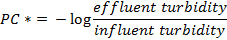 PC * = − log effluent turbidity / influent turbidity